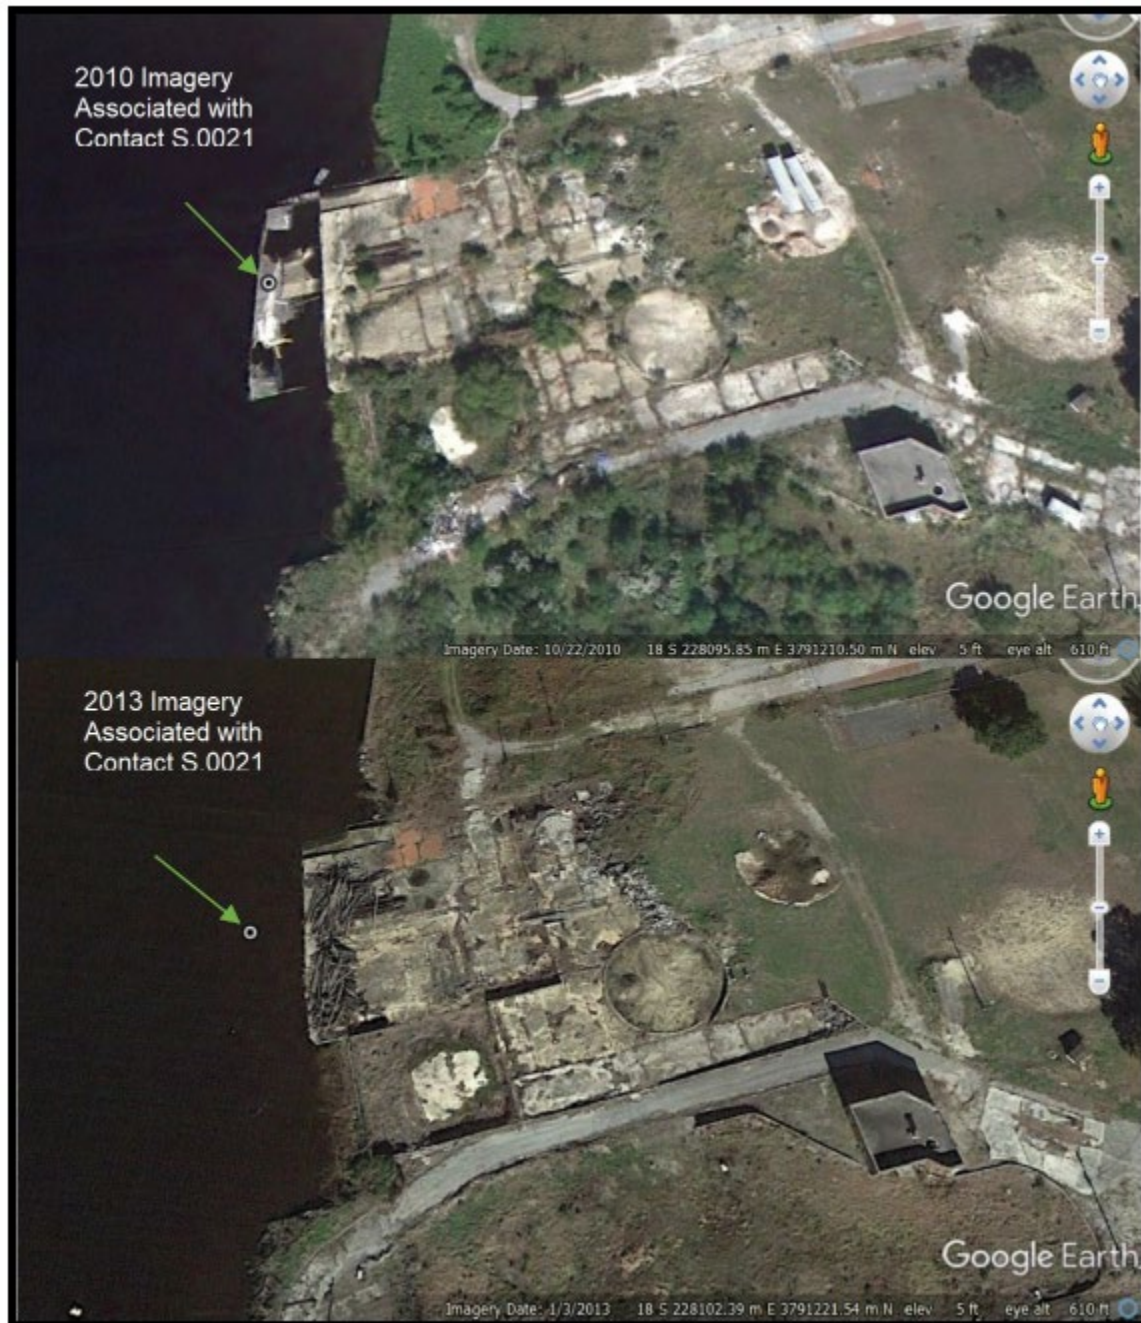 2010 Imagery
Associated with
Contact S.0021
Google Earth
Imagery Date: 10/22/2010 18 S 228095.85 m E 3791210.50 m N elev 5 ft eye alt 610 ft
2013 Imagery
Associated with
Contact S.0021
Google Earth
Imagery Date: 1/3/2013 18 S 228102.39 m E 3791221.54 m N elev 5 ft eye alt 610 ft